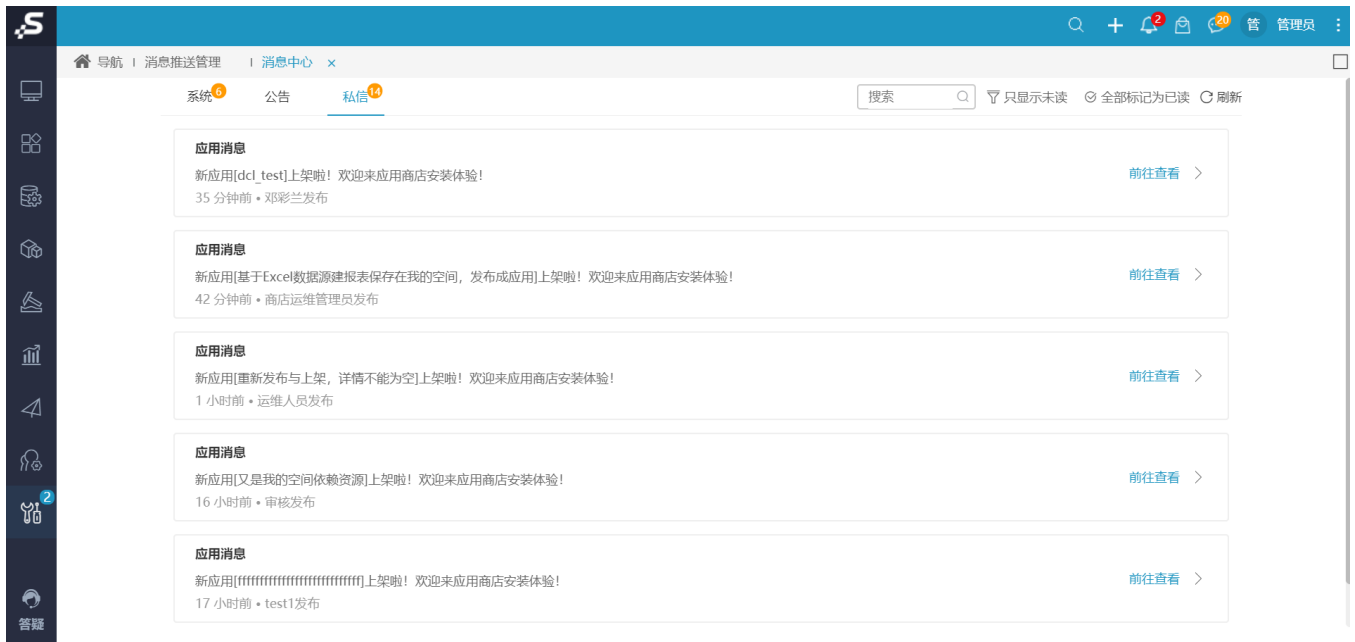 S
2
20
管
管理员
导航 消息推送管理 消息中心 ×
系统 6 公告 私信 14 搜索 只显示未读 全部标记为已读 刷新
应用消息
新应用[dcl_test]上架啦！欢迎来应用商店安装体验！
前往查看
35 分钟前 • 邓彩兰发布
应用消息
新应用[基于Excel数据源建报表保存在我的空间，发布成应用]上架啦！欢迎来应用商店安装体验！
前往查看
42 分钟前 • 商店运维管理员发布
应用消息
新应用[重新发布与上架，详情不能为空]上架啦！欢迎来应用商店安装体验！
前往查看
1 小时前 • 运维人员发布
应用消息
新应用[又是我的空间依赖资源]上架啦！欢迎来应用商店安装体验！
前往查看
16 小时前 • 审核发布
应用消息
新应用[ffffffffffffffffffffffffffffff]上架啦！欢迎来应用商店安装体验！
前往查看
17 小时前 • test1发布
2
答疑